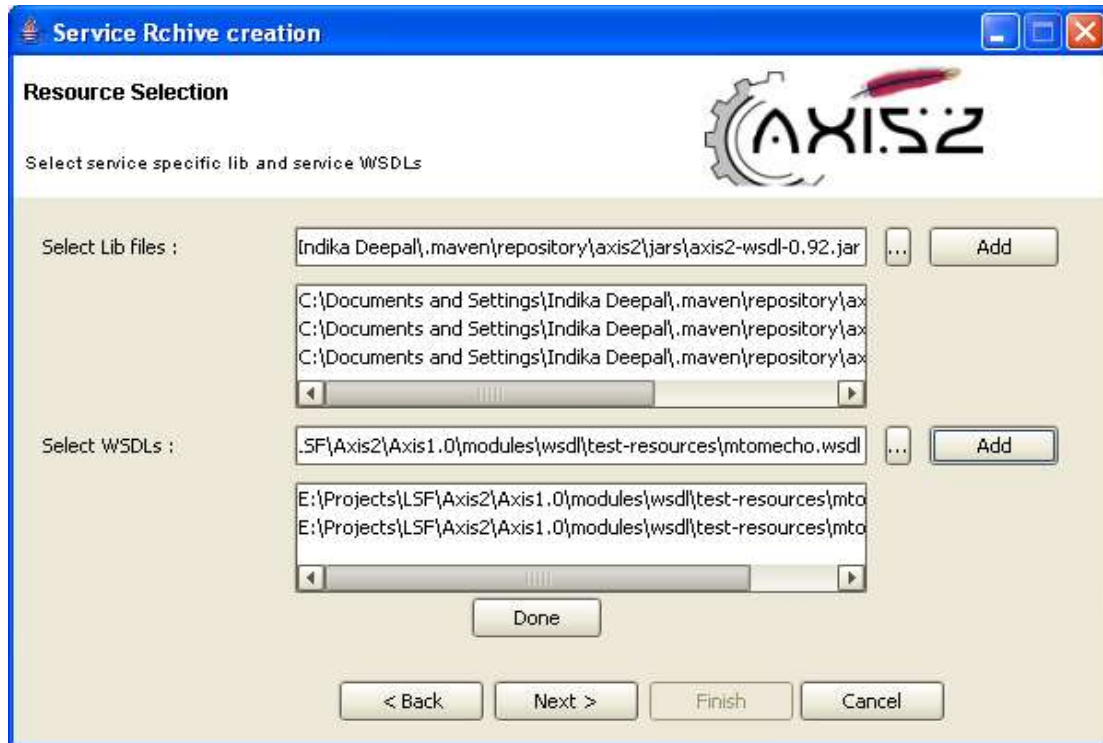 Service Rchive creation
Resource Selection
AXIS2
Select service specific lib and service WSDLs
Select Lib files :
Indika Deepal\.maven\repository\axis2\jars\axis2-wsdl-0.92.jar
...
Add
C:\Documents and Settings\Indika Deepal\.maven\repository\ax
C:\Documents and Settings\Indika Deepal\.maven\repository\ax
C:\Documents and Settings\Indika Deepal\.maven\repository\ax
Select WSDLs :
.SF\Axis2\Axis1.0\modules\wsdl\test-resources\mtomecho.wsdl
...
Add
E:\Projects\LSF\Axis2\Axis1.0\modules\wsdl\test-resources\mto
E:\Projects\LSF\Axis2\Axis1.0\modules\wsdl\test-resources\mto
Done
< Back
Next >
Finish
Cancel